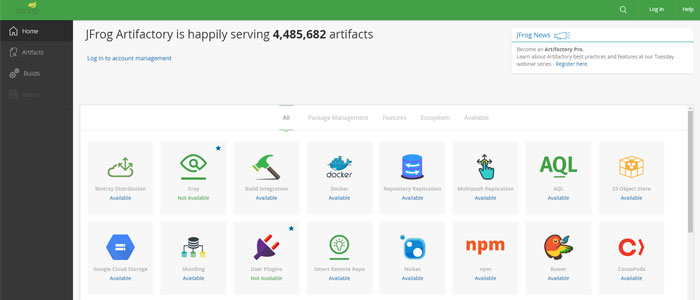 Log In
Help
Home
Artifacts
Builds
Admin
JFrog Artifactory is happily serving 4,485,682 artifacts
Log in to account management
JFrog News
Become an Artifactory Pro.
Learn about Artifactory best practices and features at our Tuesday
webinar series - Register here.
All
Package Management
Features
Ecosystem
Available
Bintray Distribution
Available
Xray
Not Available
Build Integration
Available
docker
Docker
Available
Repository Replication
Available
Multipush Replication
Available
AQL
AQL
Available
S3 Object Store
Available
Google Cloud Storage
Available
Sharding
Available
User Plugins
Not Available
Smart Remote Repo
Available
NuGet
Available
npm
npm
Available
Bower
Available
CocoaPods
Available